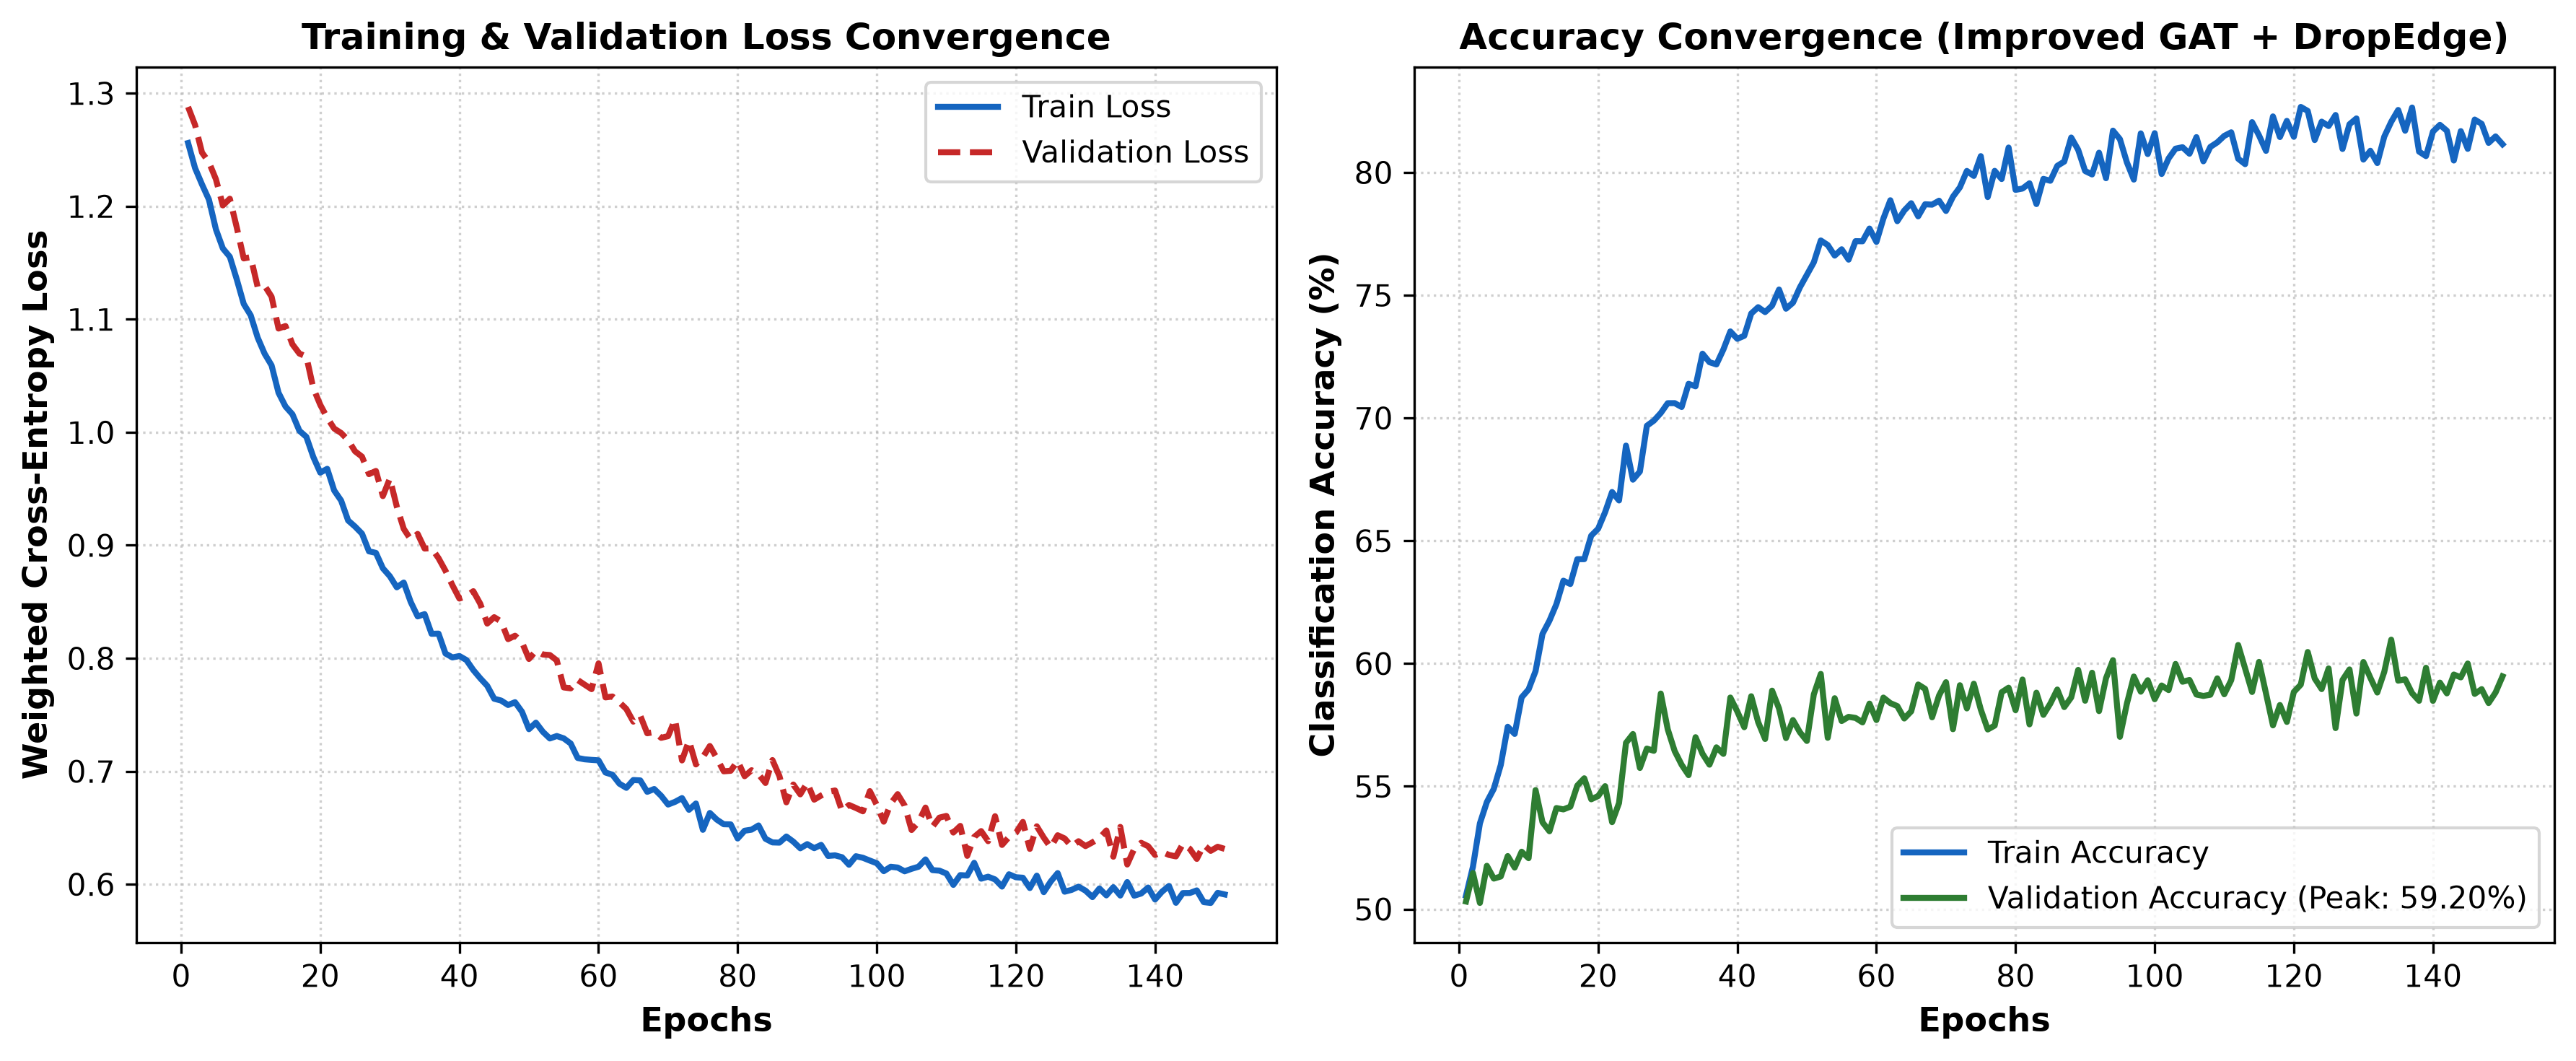 Training & Validation Loss Convergence
Weighted Cross-Entropy Loss
1.3
1.2
1.1
1.0
0.9
0.8
0.7
0.6
Train Loss
Validation Loss
0 20 40 60 80 100 120 140
Epochs
Accuracy Convergence (Improved GAT + DropEdge)
Classification Accuracy (%)
80
75
70
65
60
55
50
Train Accuracy
Validation Accuracy (Peak: 59.20%)
0 20 40 60 80 100 120 140
Epochs